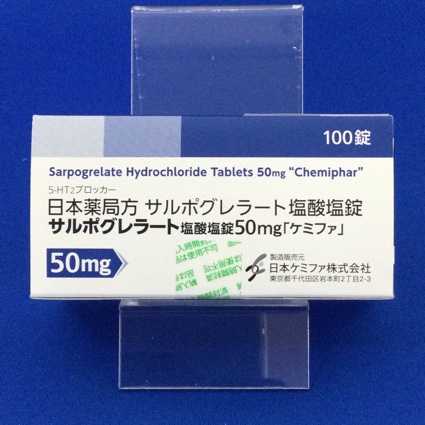 100錠
Sarpogrelate Hydrochloride Tablets 50mg “Chemiphar”
5-HT2ブロッカー
日本薬局方 サルポグレラート塩酸塩錠
サルポグレラート塩酸塩錠50mg「ケミファ」
50mg
製造販売元
日本ケミファ株式会社
東京都千代田区岩本町2丁目2-3